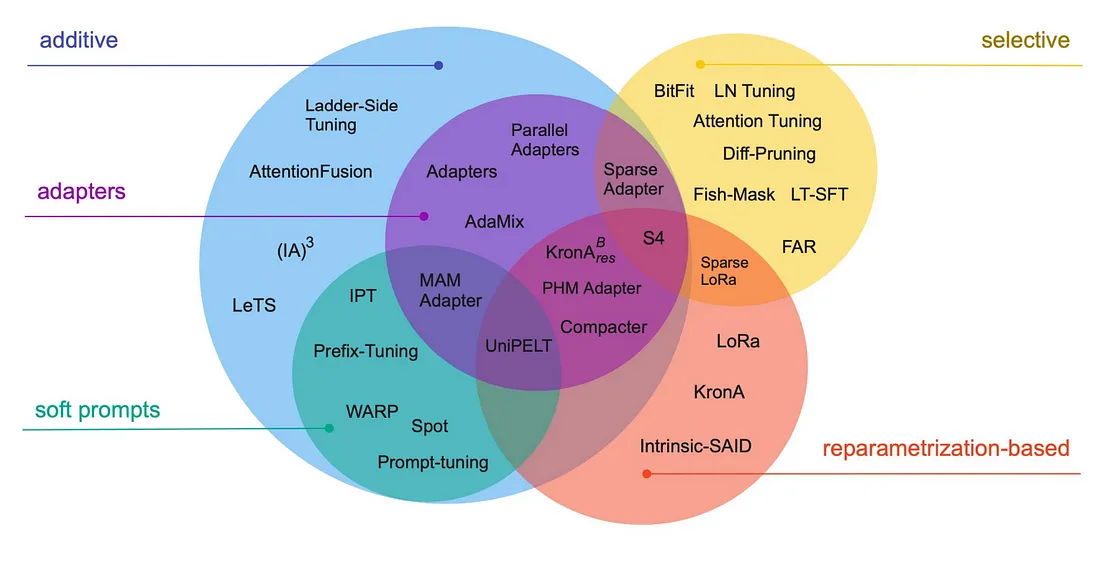 additive
selective
BitFit LN Tuning
Ladder-Side
Tuning
Attention Tuning
Parallel
Adapters
Diff-Pruning
AttentionFusion
Adapters
Sparse
Adapter
adapters
Fish-Mask LT-SFT
AdaMix
(IA)3
KronA B res
S4
FAR
Sparse
LoRa
MAM
Adapter
IPT
PHM Adapter
LeTS
Compacter
UniPELT
LoRa
Prefix-Tuning
KronA
soft prompts
WARP
Spot
Intrinsic-SAID
reparametrization-based
Prompt-tuning